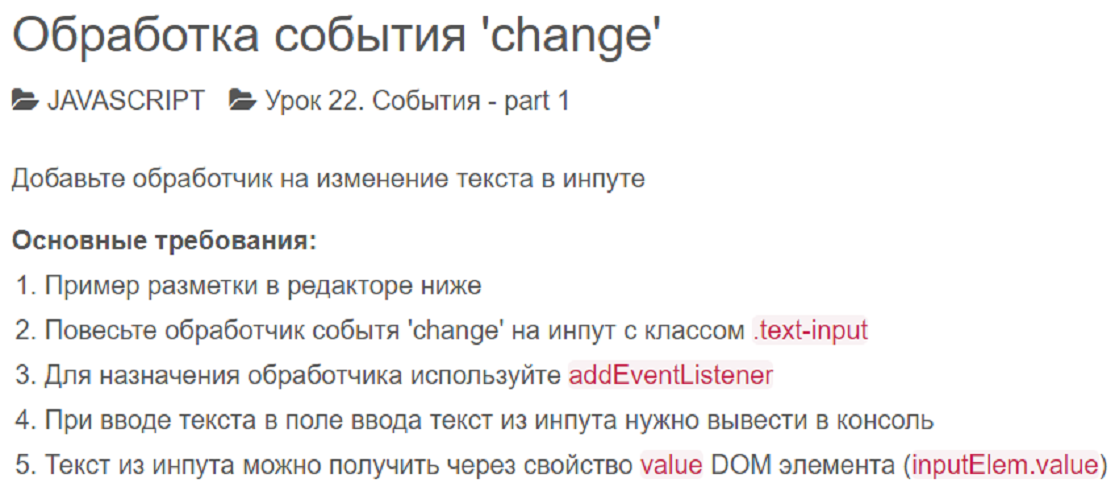 Обработка события 'change'
JAVASCRIPT Урок 22. События - part 1
Добавьте обработчик на изменение текста в инпуте
Основные требования:
1. Пример разметки в редакторе ниже
2. Повесьте обработчик событя 'change' на инпут с классом .text-input
3. Для назначения обработчика используйте addEventListener
4. При вводе текста в поле ввода текст из инпута нужно вывести в консоль
5. Текст из инпута можно получить через свойство value DOM элемента (inputElem.value)